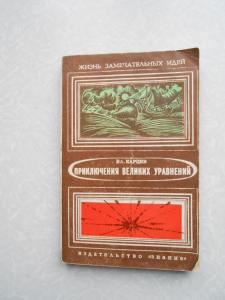 ЖИЗНЬ ЗАМЕЧАТЕЛЬНЫХ ИДЕЙ
ВЛ. КАРЦЕВ
ПРИКЛЮЧЕНИЯ ВЕЛИКИХ УРАВНЕНИЙ
ИЗДАТЕЛЬСТВО «ЗНАНИЕ»